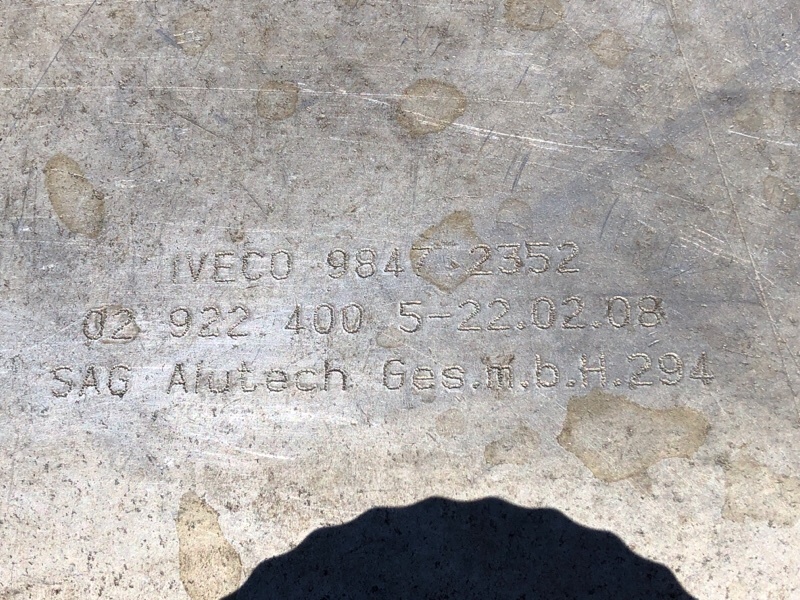 IVECO 9847 2352
02 922 400 5-22.02.08
SAG Alutech Ges.m.b.H.294